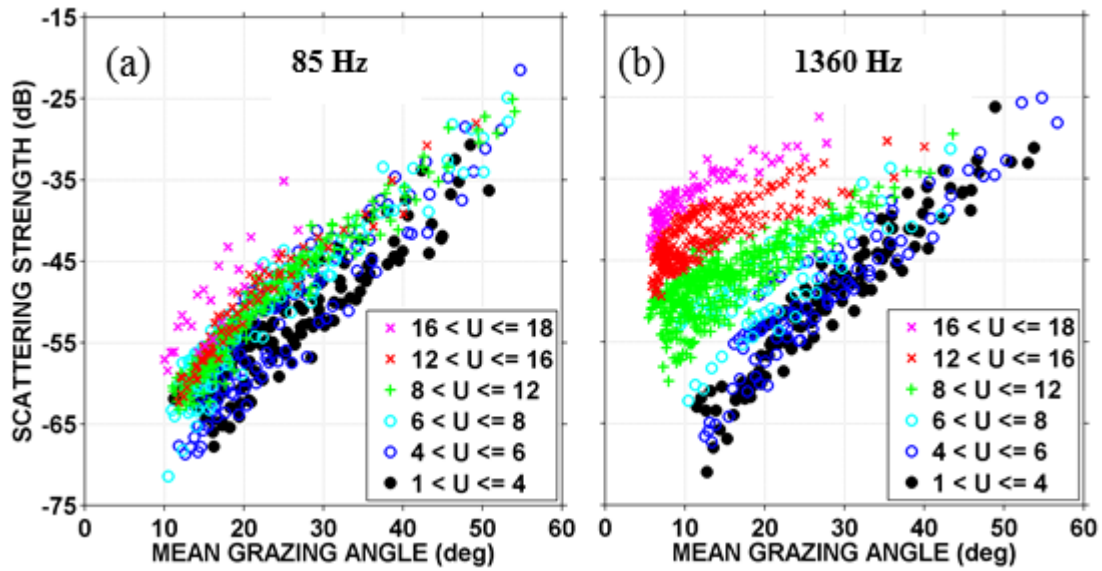 (a) 85 Hz
(b) 1360 Hz
SCATTERING STRENGTH (dB)
-15
-25
-35
-45
-55
-65
-75
16 < U <= 18
12 < U <= 16
8 < U <= 12
6 < U <= 8
4 < U <= 6
1 < U <= 4
16 < U <= 18
12 < U <= 16
8 < U <= 12
6 < U <= 8
4 < U <= 6
1 < U <= 4
0 10 20 30 40 50 60
0 10 20 30 40 50 60
MEAN GRAZING ANGLE (deg)
MEAN GRAZING ANGLE (deg)